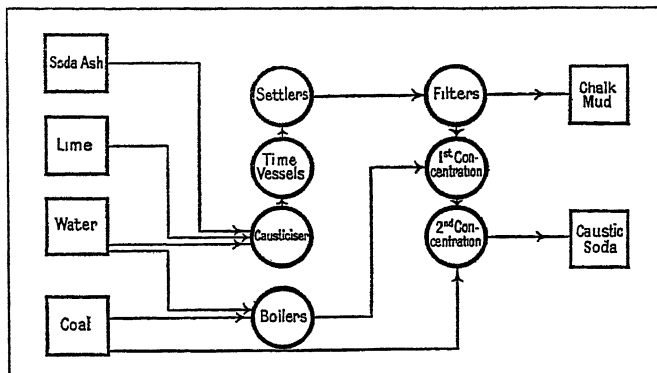 Soda Ash
Settlers
Filters
Chalk
Mud
Lime
Time
Vessels
1st Con-
centration
Water
Causticiser
2nd Con-
centration
Caustic
Soda
Coal
Boilers